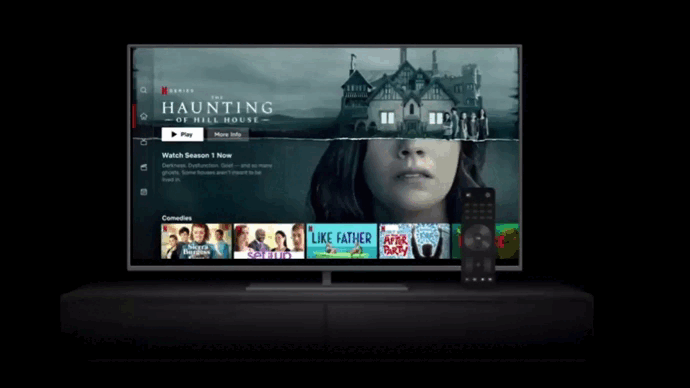 N SERIES
THE
HAUNTING
OF HILL HOUSE
Play
More Info
Watch Season 1 Now
Darkness. Dysfunction. Grief — and so many
ghosts. Some houses aren't meant to be
lived in.
Comedies
Sierra
Burgess
set it up
LIKE FATHER
AFTER
PARTY